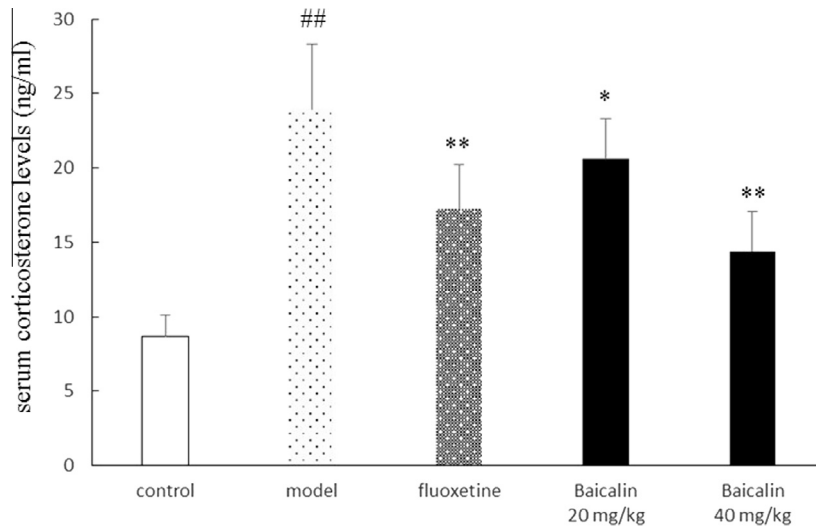 serum corticosterone levels (ng/ml)
30
25
20
15
10
5
0
##
**
*
**
control
model
fluoxetine
Baicalin
20 mg/kg
Baicalin
40 mg/kg